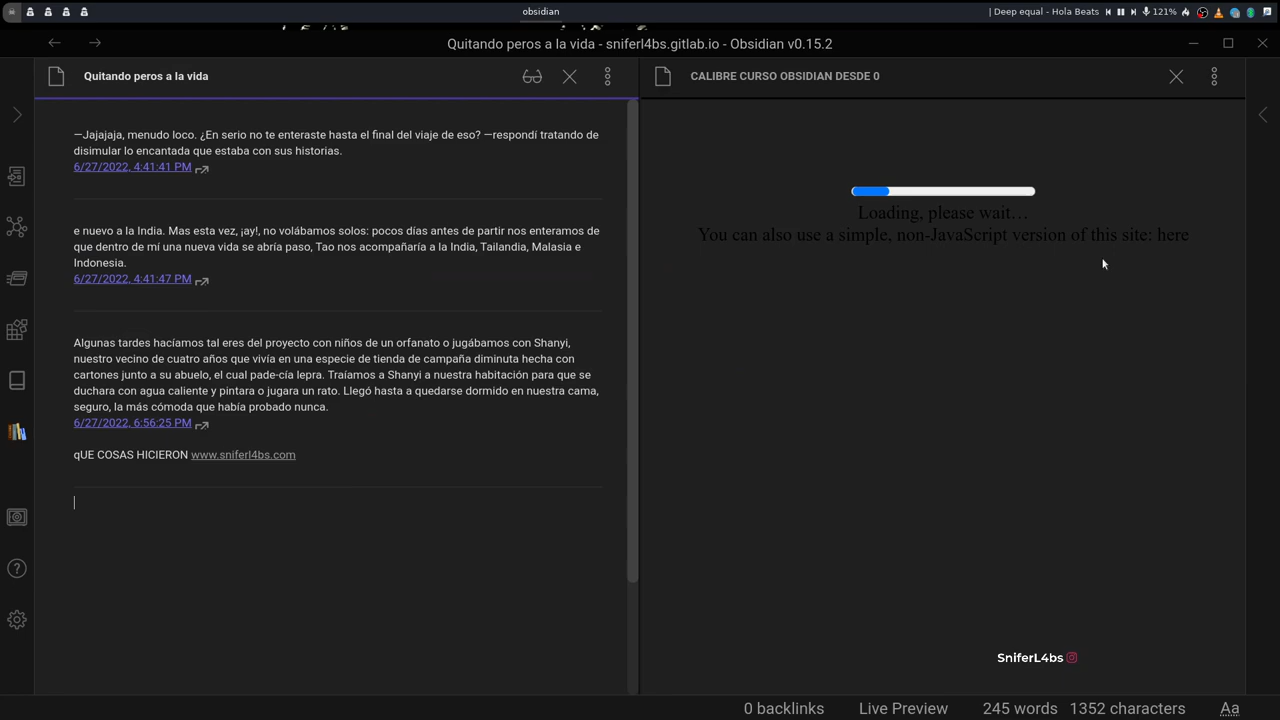 obsidian
| Deep equal - Hola Beats
121%
Quitando peros a la vida - sniferl4bs.gitlab.io - Obsidian v0.15.2
Quitando peros a la vida
CALIBRE CURSO OBSIDIAN DESDE 0
—Jajajaja, menudo loco. ¿En serio no te enteraste hasta el final del viaje de eso? —respondí tratando de
disimular lo encantada que estaba con sus historias.
6/27/2022, 4:41:41 PM
e nuevo a la India. Mas esta vez, ¡ay!, no volábamos solos: pocos días antes de partir nos enteramos de
que dentro de mí una nueva vida se abría paso, Tao nos acompañaría a la India, Tailandia, Malasia e
Indonesia.
6/27/2022, 4:41:47 PM
Algunas tardes hacíamos tal eres del proyecto con niños de un orfanato o jugábamos con Shanyi,
nuestro vecino de cuatro años que vivía en una especie de tienda de campaña diminuta hecha con
cartones junto a su abuelo, el cual pade-cía lepra. Traíamos a Shanyi a nuestra habitación para que se
duchara con agua caliente y pintara o jugara un rato. Llegó hasta a quedarse dormido en nuestra cama,
seguro, la más cómoda que había probado nunca.
6/27/2022, 6:56:25 PM
qUE COSAS HICIERON www.sniferl4bs.com
Loading, please wait…
You can also use a simple, non-JavaScript version of this site: here
SniferL4bs
0 backlinks
Live Preview
245 words
1352 characters
Aa